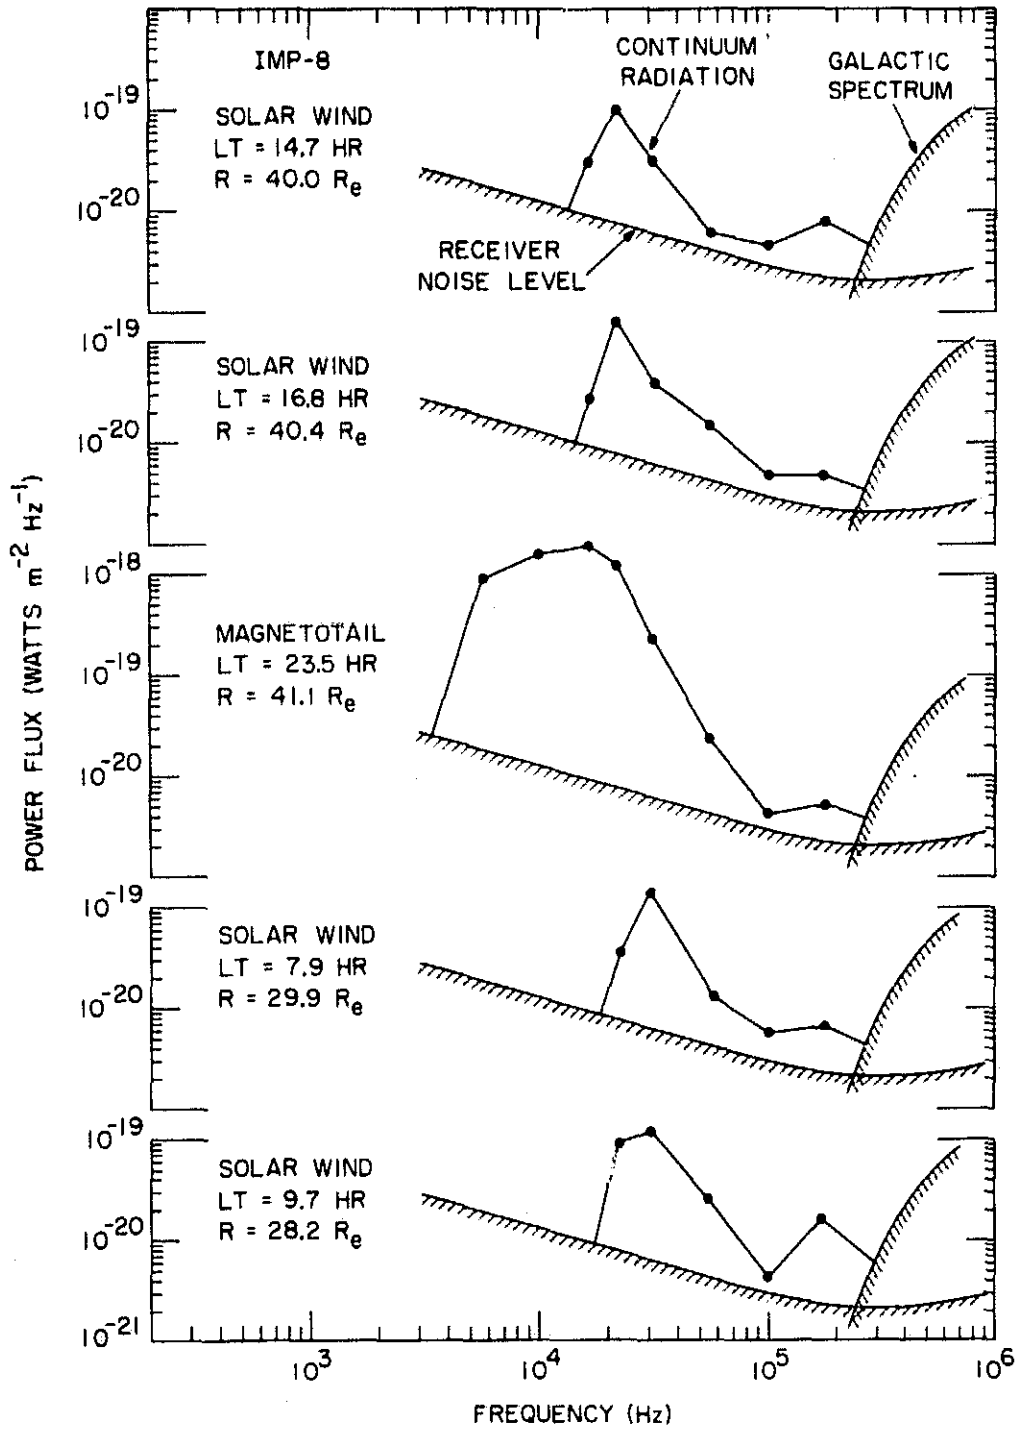 IMP-8
CONTINUUM
RADIATION
GALACTIC
SPECTRUM
10^-19
SOLAR WIND
LT = 14.7 HR
R = 40.0 Re
10^-20
RECEIVER
NOISE LEVEL
10^-19
SOLAR WIND
LT = 16.8 HR
R = 40.4 Re
10^-20
10^-18
MAGNETOTAIL
LT = 23.5 HR
R = 41.1 Re
10^-19
10^-20
10^-19
SOLAR WIND
LT = 7.9 HR
R = 29.9 Re
10^-20
10^-19
SOLAR WIND
LT = 9.7 HR
R = 28.2 Re
10^-20
10^-21
POWER FLUX (WATTS m^-2 Hz^-1)
10^3 10^4 10^5 10^6
FREQUENCY (Hz)